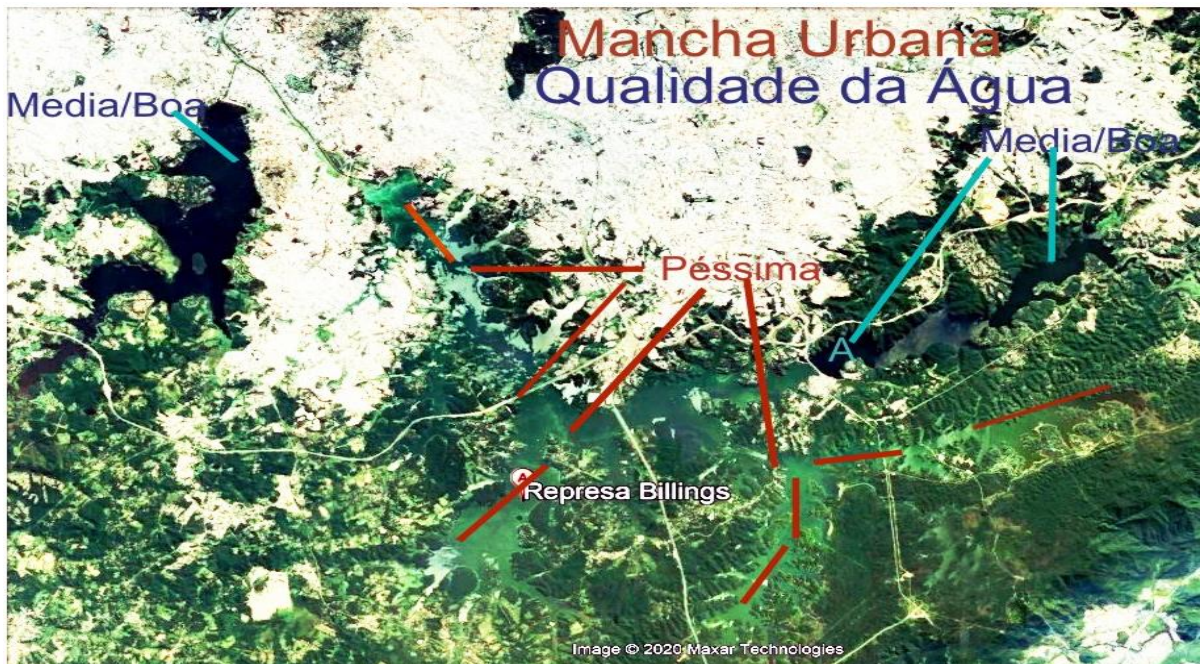 Mancha Urbana
Qualidade da Água
Media/Boa
Media/Boa
Péssima
A
A
Represa Billings
Image © 2020 Maxar Technologies